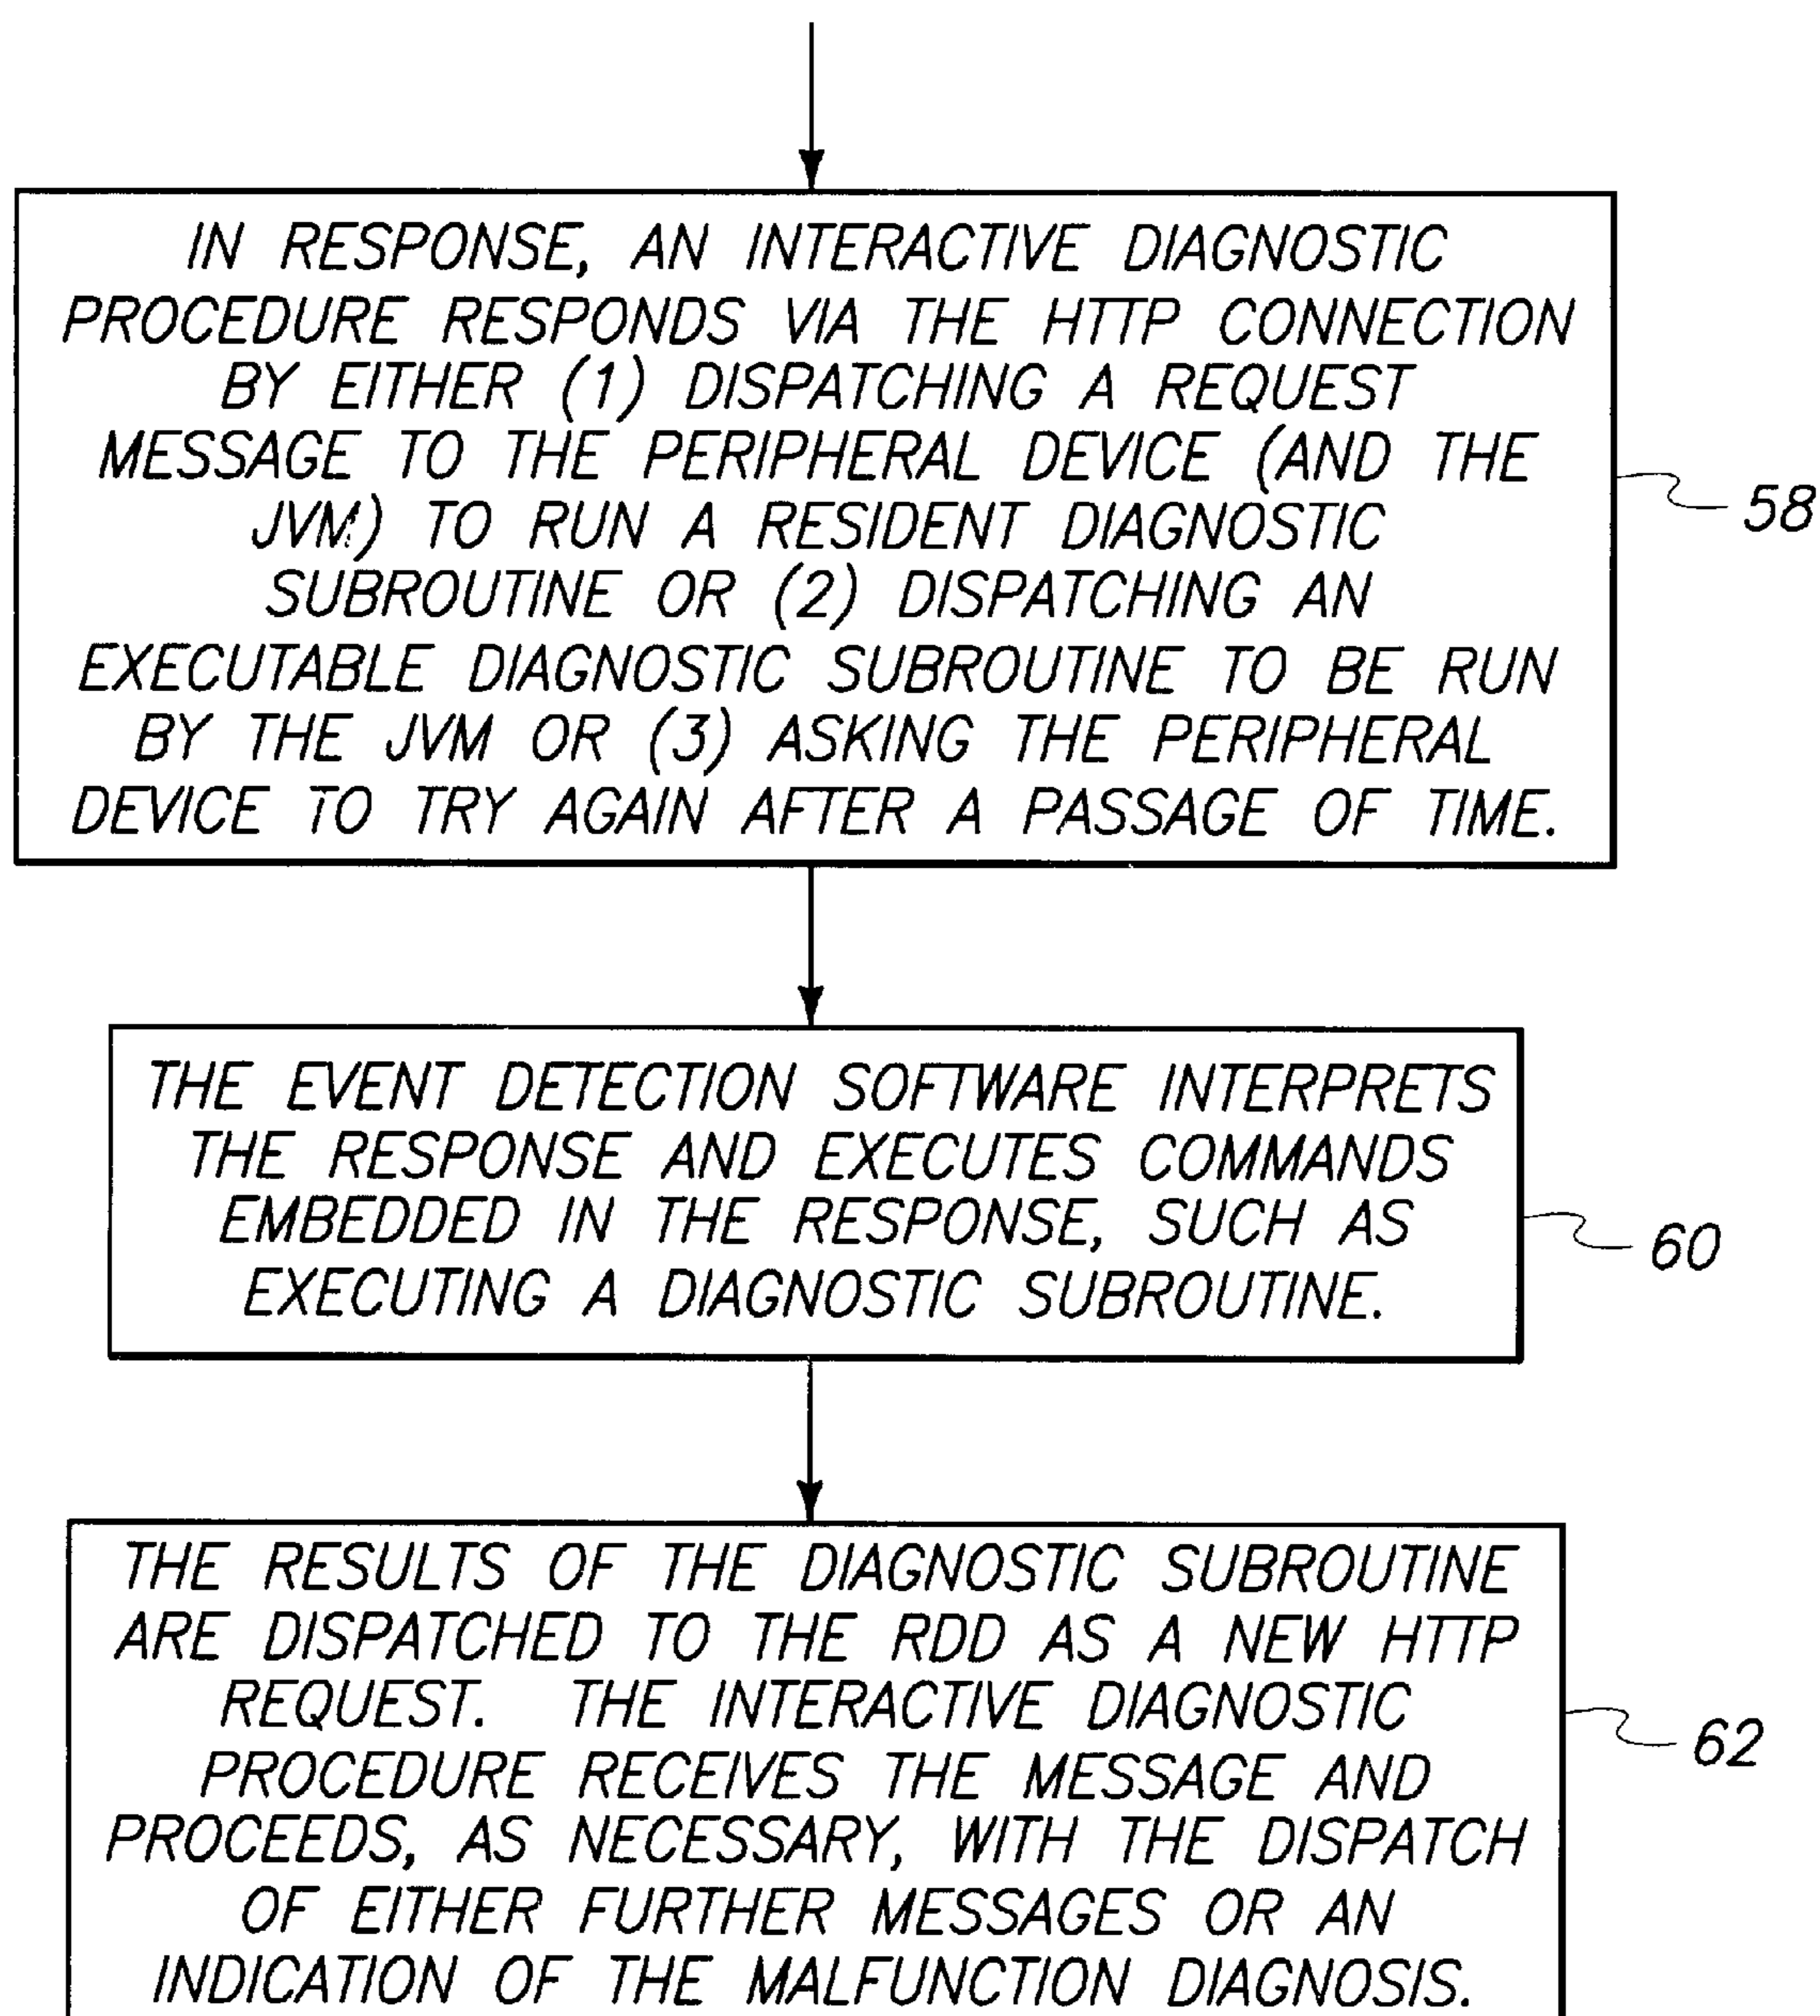 IN RESPONSE, AN INTERACTIVE DIAGNOSTIC
PROCEDURE RESPONDS VIA THE HTTP CONNECTION
BY EITHER (1) DISPATCHING A REQUEST
MESSAGE TO THE PERIPHERAL DEVICE (AND THE
JVM) TO RUN A RESIDENT DIAGNOSTIC
SUBROUTINE OR (2) DISPATCHING AN
EXECUTABLE DIAGNOSTIC SUBROUTINE TO BE RUN
BY THE JVM OR (3) ASKING THE PERIPHERAL
DEVICE TO TRY AGAIN AFTER A PASSAGE OF TIME.
58
THE EVENT DETECTION SOFTWARE INTERPRETS
THE RESPONSE AND EXECUTES COMMANDS
EMBEDDED IN THE RESPONSE, SUCH AS
EXECUTING A DIAGNOSTIC SUBROUTINE.
60
THE RESULTS OF THE DIAGNOSTIC SUBROUTINE
ARE DISPATCHED TO THE RDD AS A NEW HTTP
REQUEST. THE INTERACTIVE DIAGNOSTIC
PROCEDURE RECEIVES THE MESSAGE AND
PROCEEDS, AS NECESSARY, WITH THE DISPATCH
OF EITHER FURTHER MESSAGES OR AN
INDICATION OF THE MALFUNCTION DIAGNOSIS.
62